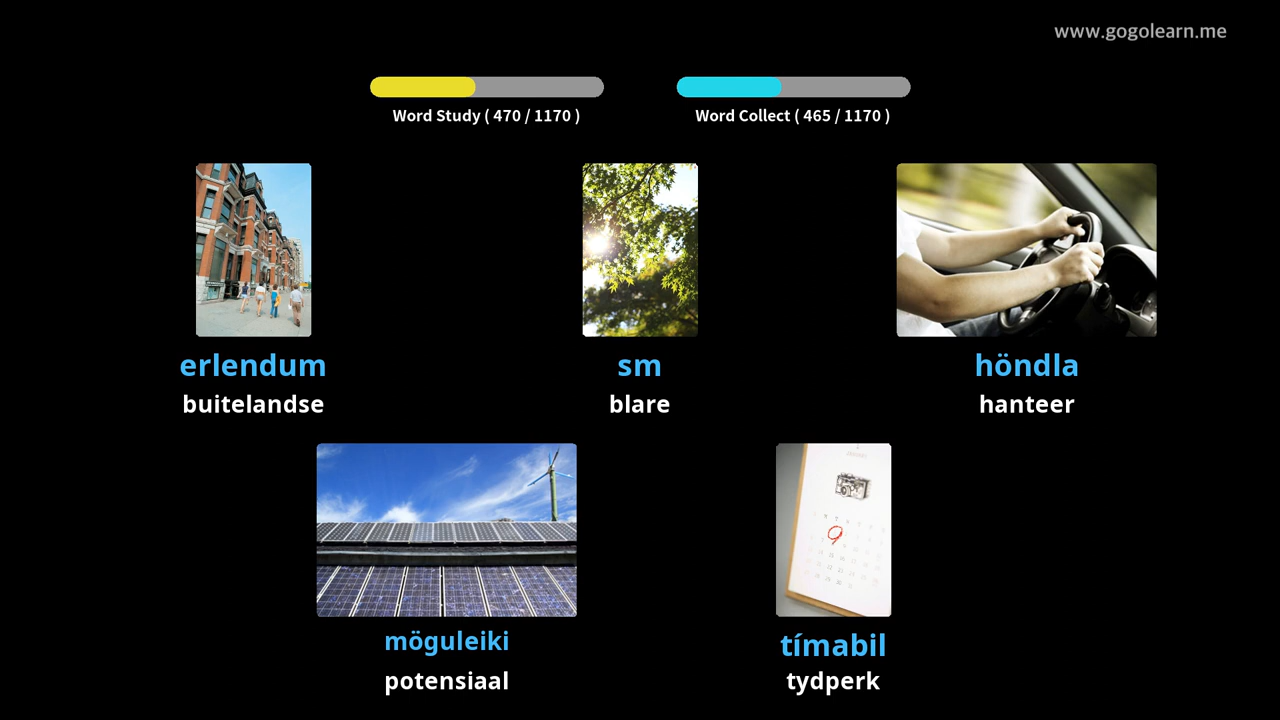 www.gogolearn.me
Word Study ( 470 / 1170 )
Word Collect ( 465 / 1170 )
erlendum
buitelandse
sm
blare
höndla
hanteer
möguleiki
potensiaal
tímabil
tydperk
9